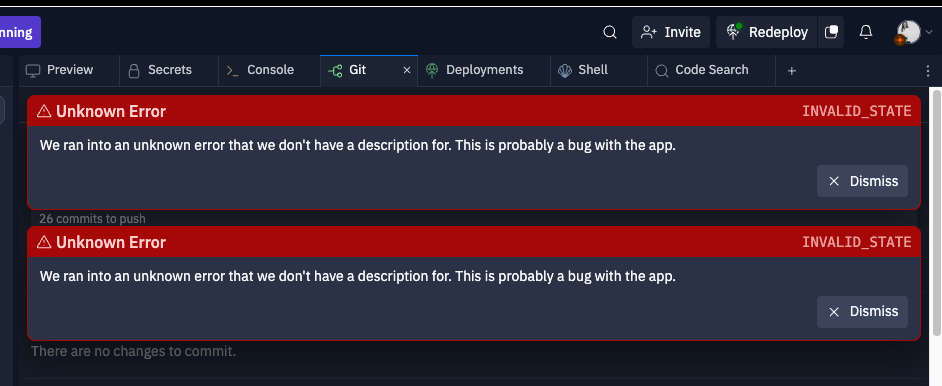 nning
Invite
Redeploy
Preview
Secrets
Console
Git
Deployments
Shell
Code Search
Unknown Error
INVALID_STATE
We ran into an unknown error that we don't have a description for. This is probably a bug with the app.
Dismiss
26 commits to push
Unknown Error
INVALID_STATE
We ran into an unknown error that we don't have a description for. This is probably a bug with the app.
Dismiss
There are no changes to commit.